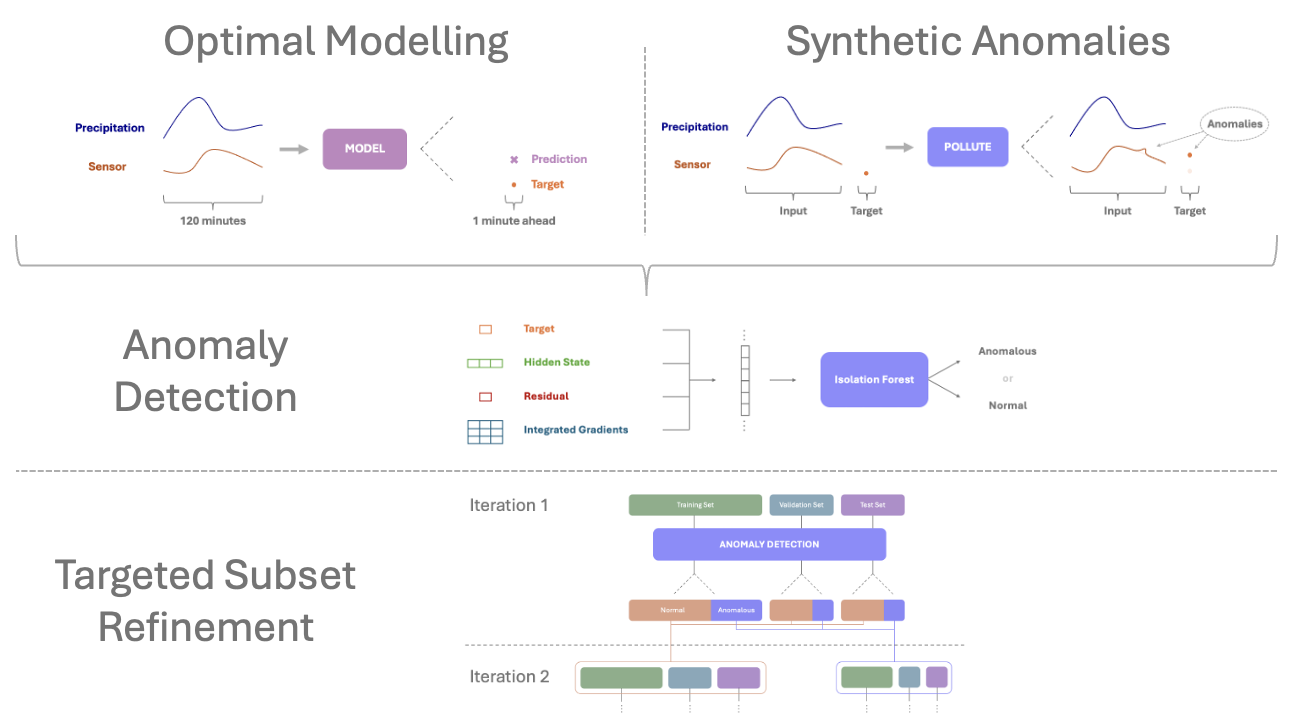 Optimal Modelling
Synthetic Anomalies
Precipitation
Sensor
MODEL
Prediction
Target
120 minutes
1 minute ahead
Precipitation
Sensor
POLLUTE
Anomalies
Input
Target
Input
Target
Anomaly
Detection
Target
Hidden State
Residual
Integrated Gradients
Isolation Forest
Anomalous
or
Normal
Targeted Subset
Refinement
Iteration 1
Training Set
Validation Set
Test Set
ANOMALY DETECTION
Normal
Anomalous
Iteration 2